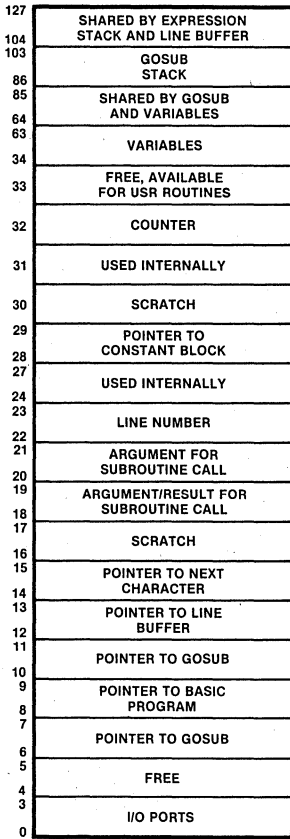 127
SHARED BY EXPRESSION
STACK AND LINE BUFFER
104
103
GOSUB
STACK
86
85
SHARED BY GOSUB
AND VARIABLES
64
63
VARIABLES
34
33
FREE, AVAILABLE
FOR USR ROUTINES
32
COUNTER
31
USED INTERNALLY
30
SCRATCH
29
POINTER TO
CONSTANT BLOCK
28
27
USED INTERNALLY
24
23
LINE NUMBER
22
21
ARGUMENT FOR
SUBROUTINE CALL
20
19
ARGUMENT/RESULT FOR
SUBROUTINE CALL
18
17
SCRATCH
16
15
POINTER TO NEXT
CHARACTER
14
13
POINTER TO LINE
BUFFER
12
11
POINTER TO GOSUB
10
9
POINTER TO BASIC
PROGRAM
8
7
POINTER TO GOSUB
6
5
FREE
4
3
I/O PORTS
0